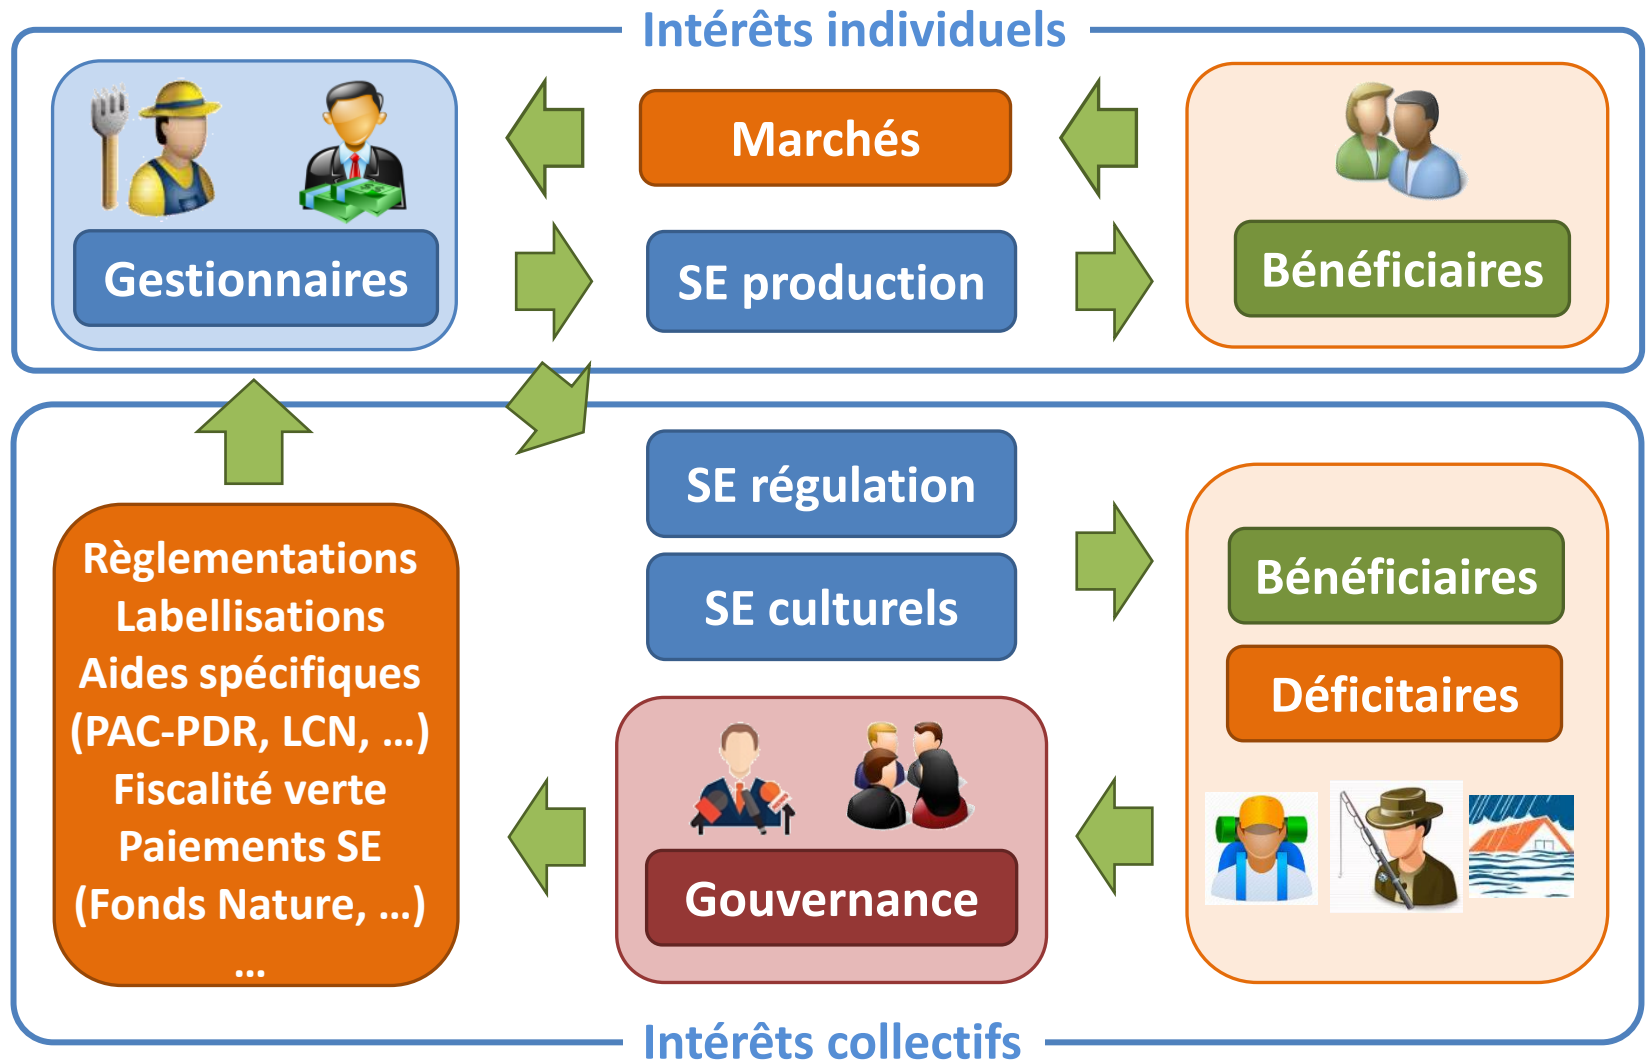 Intérêts individuels
Marchés
Gestionnaires
SE production
Bénéficiaires
SE régulation
SE culturels
Règlementations
Labellisations
Aides spécifiques
(PAC-PDR, LCN, ...)
Fiscalité verte
Paiements SE
(Fonds Nature, ...)
...
Bénéficiaires
Déficitaires
Gouvernance
Intérêts collectifs